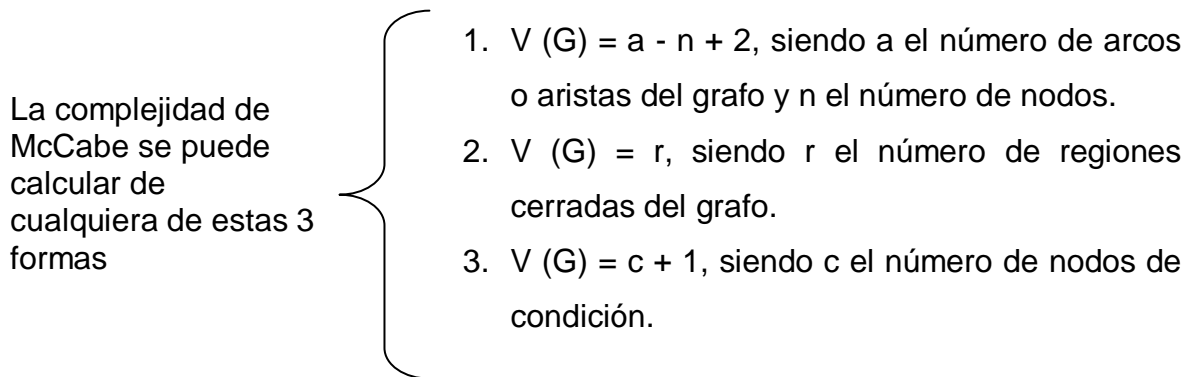 La complejidad de
McCabe se puede
calcular de
cualquiera de estas 3
formas
1. V (G) = a - n + 2, siendo a el número de arcos
o aristas del grafo y n el número de nodos.
2. V (G) = r, siendo r el número de regiones
cerradas del grafo.
3. V (G) = c + 1, siendo c el número de nodos de
condición.